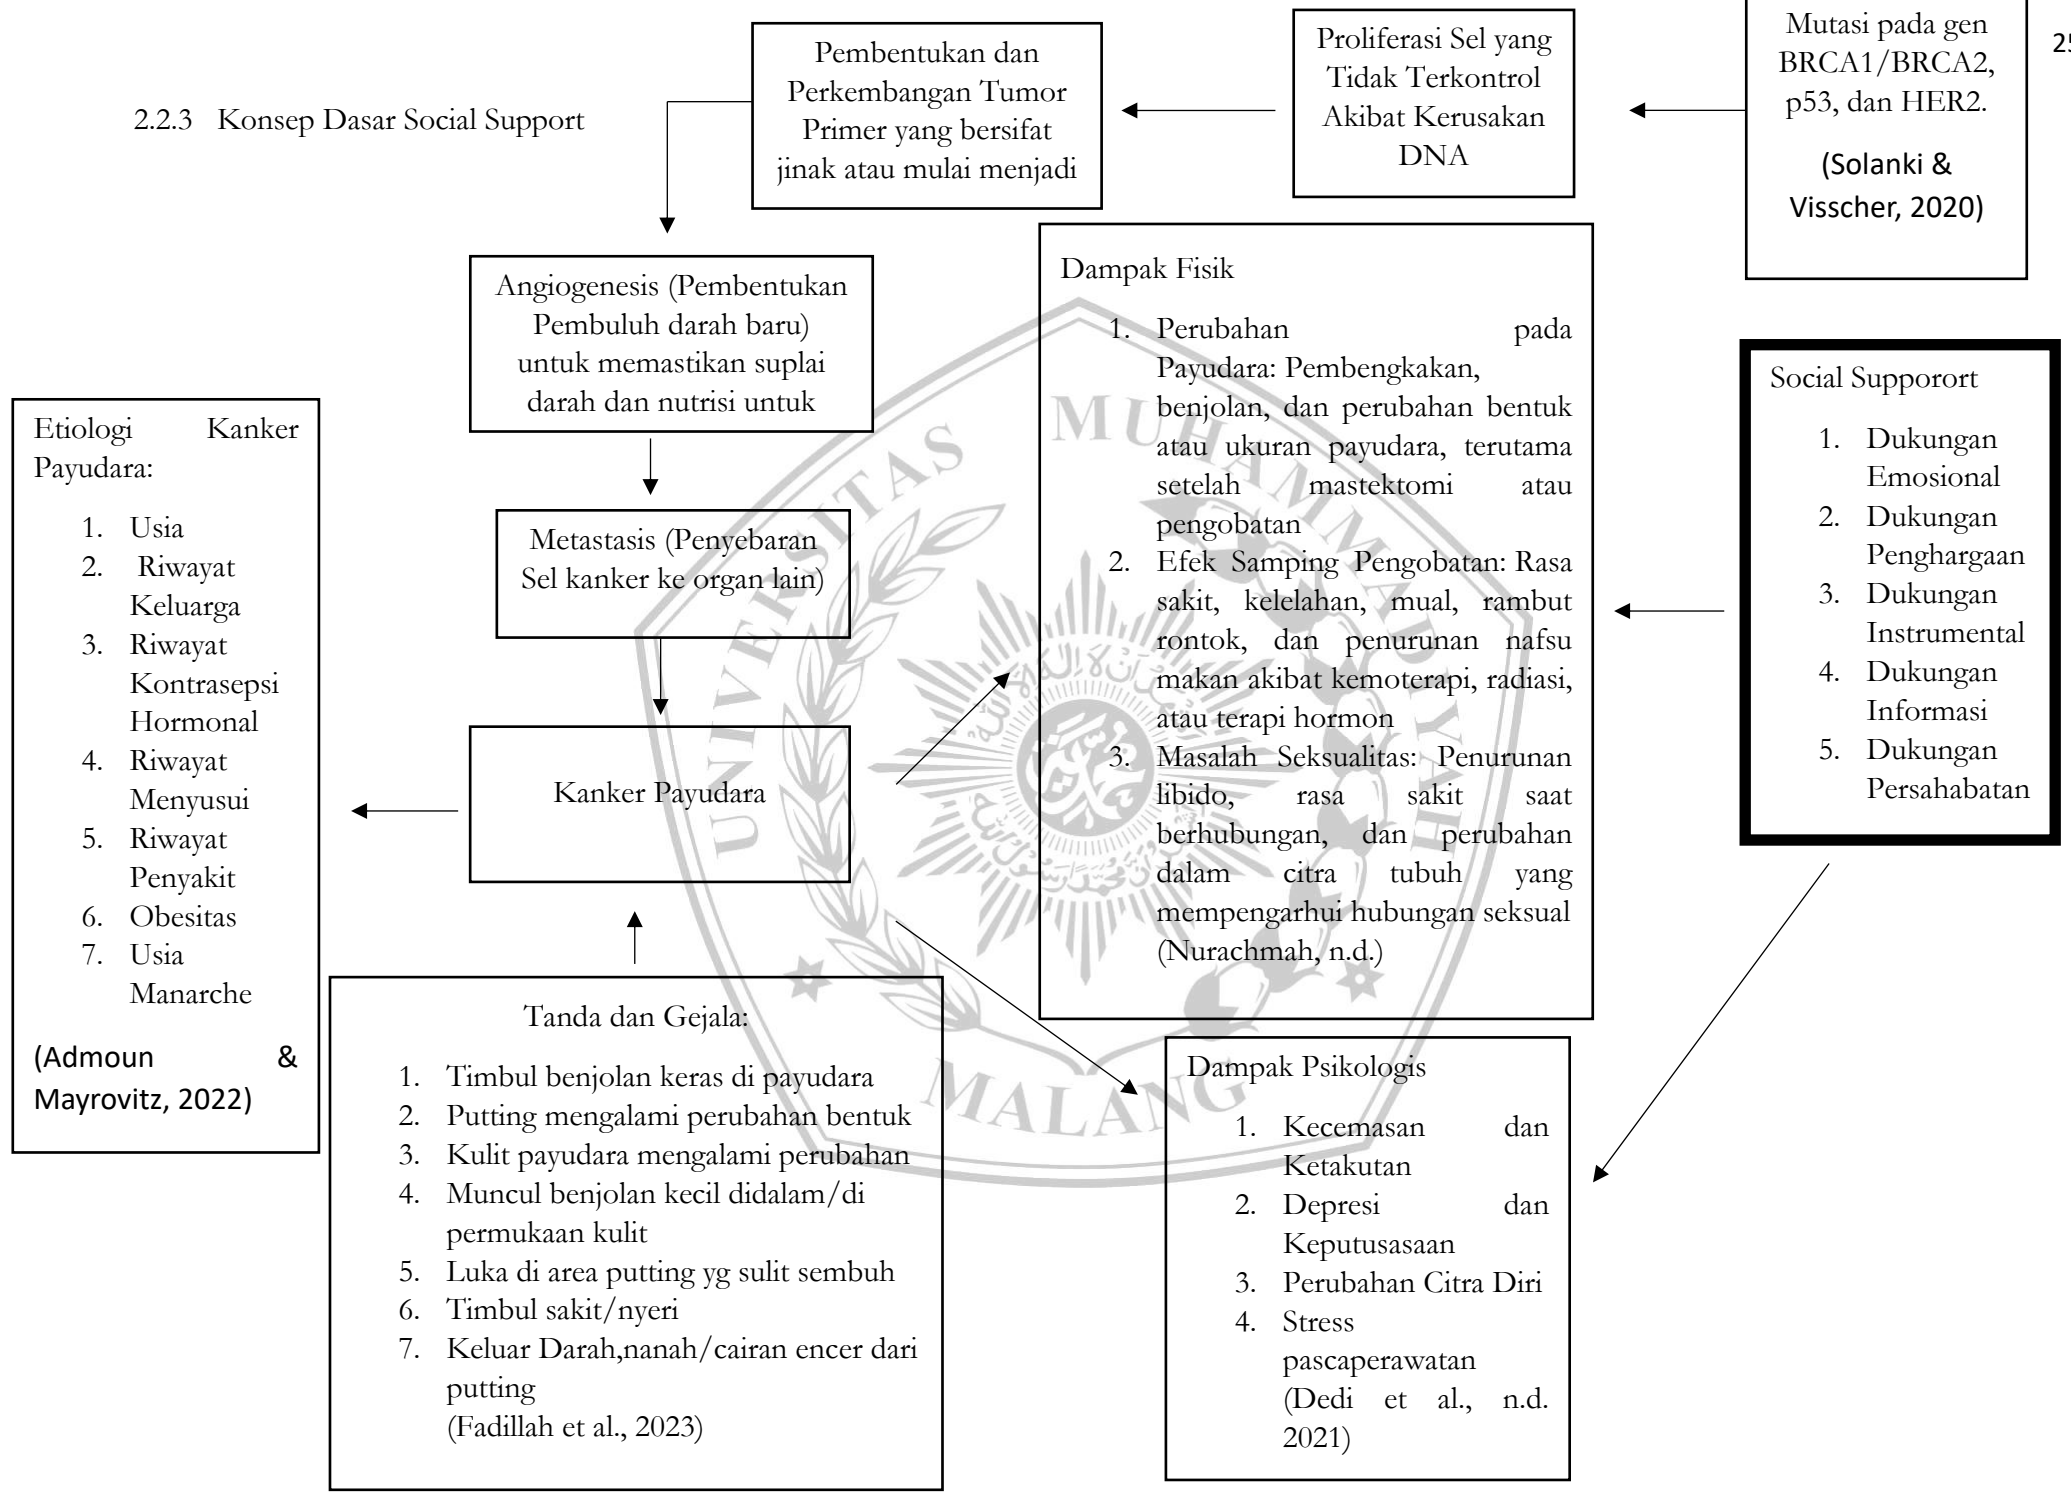 25
2.2.3 Konsep Dasar Social Support
Pembentukan dan
Perkembangan Tumor
Primer yang bersifat
jinak atau mulai menjadi
Proliferasi Sel yang
Tidak Terkontrol
Akibat Kerusakan
DNA
Mutasi pada gen
BRCA1/BRCA2,
p53, dan HER2.
(Solanki &
Visscher, 2020)
Angiogenesis (Pembentukan
Pembuluh darah baru)
untuk memastikan suplai
darah dan nutrisi untuk
Metastasis (Penyebaran
Sel kanker ke organ lain)
Kanker Payudara
Etiologi Kanker
Payudara:
1. Usia
2. Riwayat
Keluarga
3. Riwayat
Kontrasepsi
Hormonal
4. Riwayat
Menyusui
5. Riwayat
Penyakit
6. Obesitas
7. Usia
Manarche
(Admoun &
Mayrovitz, 2022)
Tanda dan Gejala:
1. Timbul benjolan keras di payudara
2. Putting mengalami perubahan bentuk
3. Kulit payudara mengalami perubahan
4. Muncul benjolan kecil didalam/di
permukaan kulit
5. Luka di area putting yg sulit sembuh
6. Timbul sakit/nyeri
7. Keluar Darah,nanah/cairan encer dari
putting
(Fadillah et al., 2023)
Dampak Fisik
1. Perubahan pada
Payudara: Pembengkakan,
benjolan, dan perubahan bentuk
atau ukuran payudara, terutama
setelah mastektomi atau
pengobatan
2. Efek Samping Pengobatan: Rasa
sakit, kelelahan, mual, rambut
rontok, dan penurunan nafsu
makan akibat kemoterapi, radiasi,
atau terapi hormon
3. Masalah Seksualitas: Penurunan
libido, rasa sakit saat
berhubungan, dan perubahan
dalam citra tubuh yang
mempengarhui hubungan seksual
(Nurachmah, n.d.)
Dampak Psikologis
1. Kecemasan dan
Ketakutan
2. Depresi dan
Keputusasaan
3. Perubahan Citra Diri
4. Stress
pascaperawatan
(Dedi et al., n.d.
2021)
Social Supporort
1. Dukungan
Emosional
2. Dukungan
Penghargaan
3. Dukungan
Instrumental
4. Dukungan
Informasi
5. Dukungan
Persahabatan
UNIVERSITAS MUHAMMADIYAH
MALANG